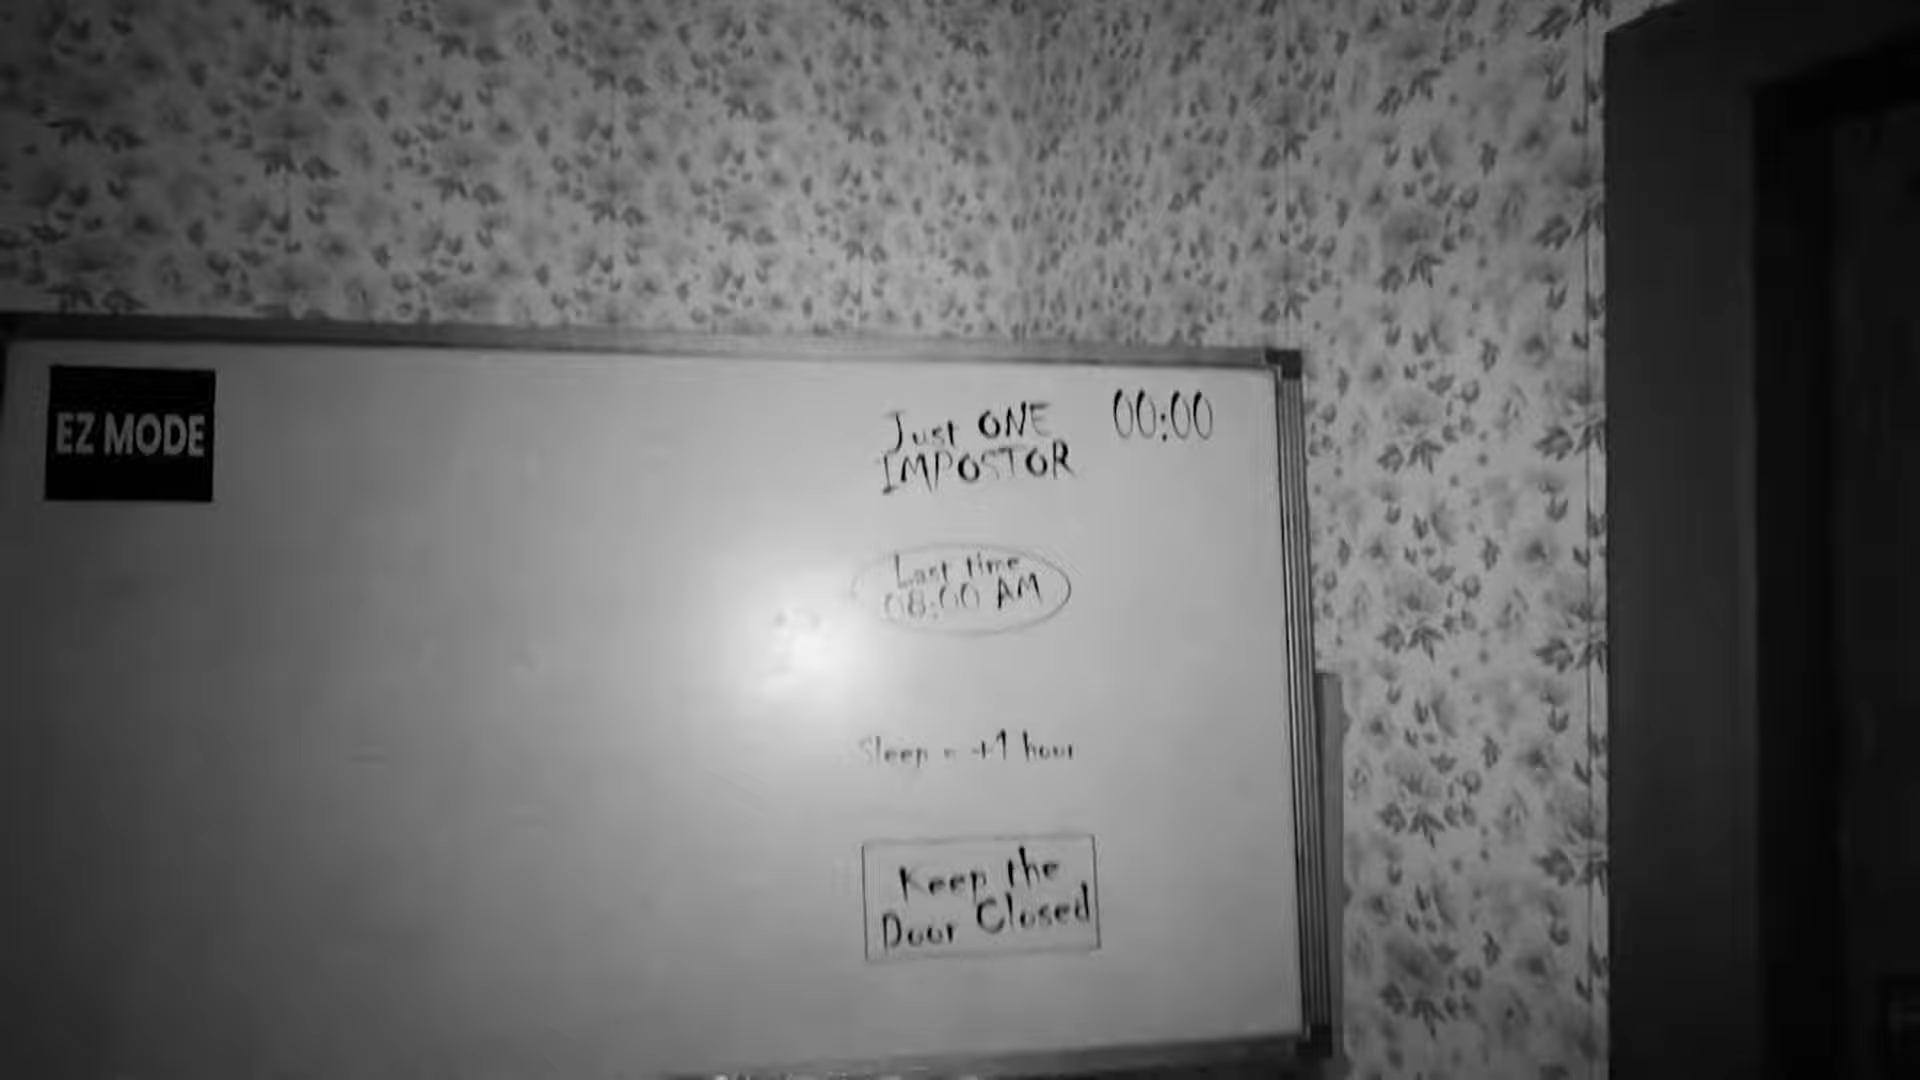 EZ MODE
Just ONE
IMPOSTOR
00:00
Last time
08:00 AM
Sleep = +1 hour
Keep the
Door Closed